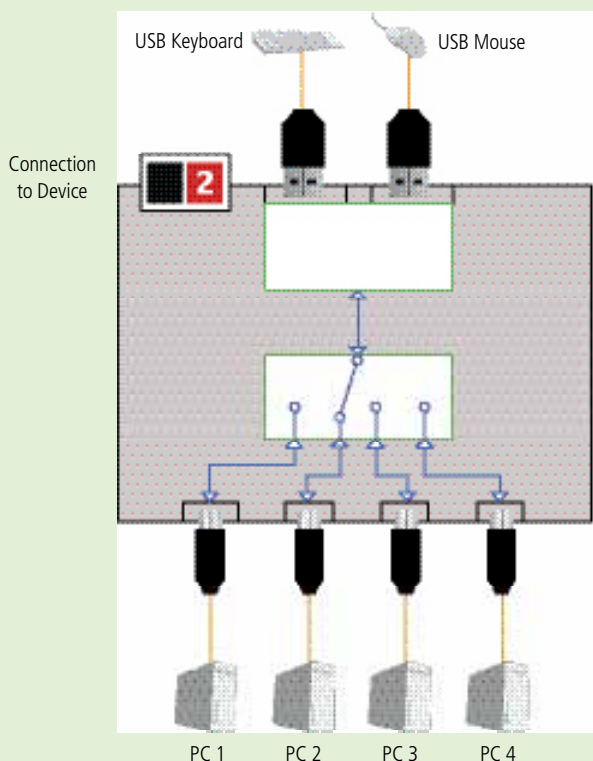 USB Keyboard
USB Mouse
Connection
to Device
2
PC 1
PC 2
PC 3
PC 4